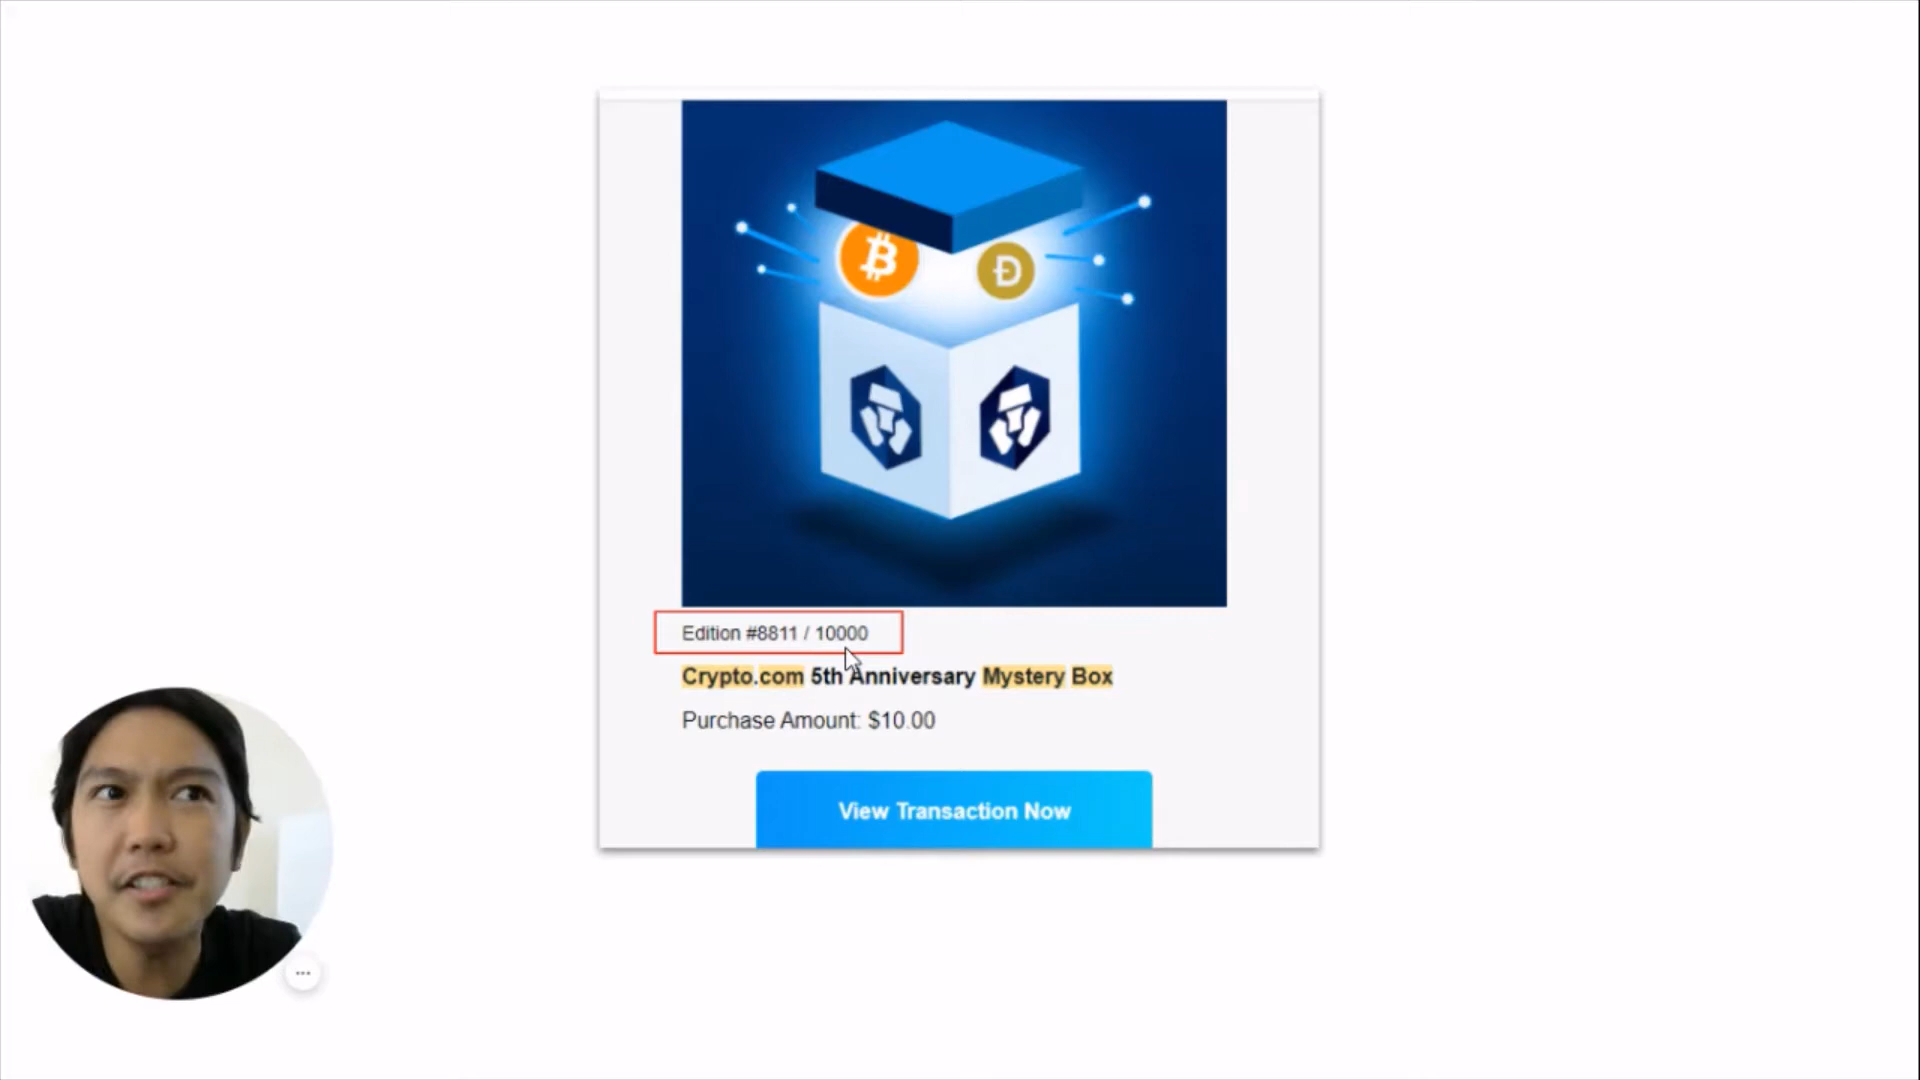 Edition #8811 / 10000
Crypto.com 5th Anniversary Mystery Box
Purchase Amount: $10.00
View Transaction Now